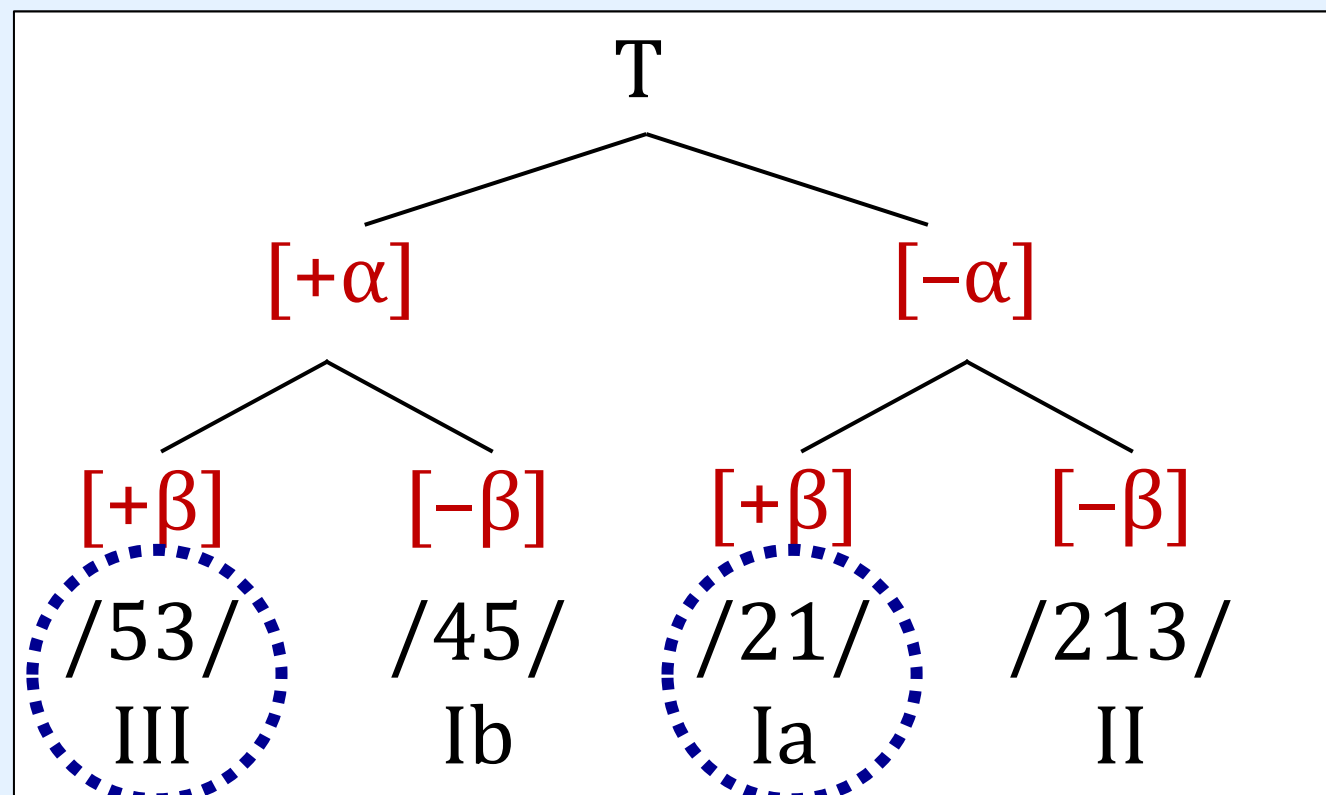 T
[+α] [–α]
[+β] [–β] [+β] [–β]
/53/ /45/ /21/ /213/
III Ib Ia II